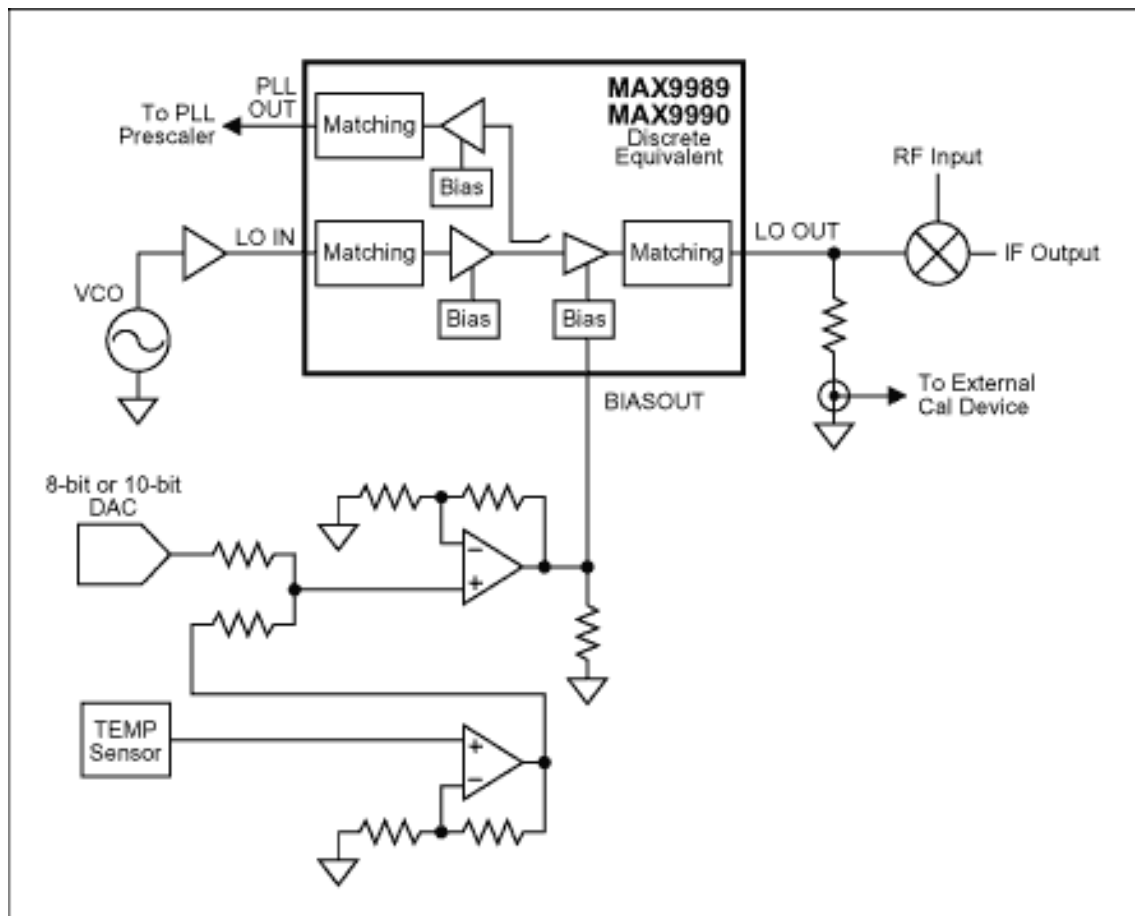 MAX9989
MAX9990
Discrete
Equivalent
PLL
OUT
To PLL
Prescaler
Matching
Bias
RF Input
LO IN
Matching
Matching
LO OUT
IF Output
VCO
Bias
Bias
To External
Cal Device
BIASOUT
8-bit or 10-bit
DAC
−
+
TEMP
Sensor
+
−